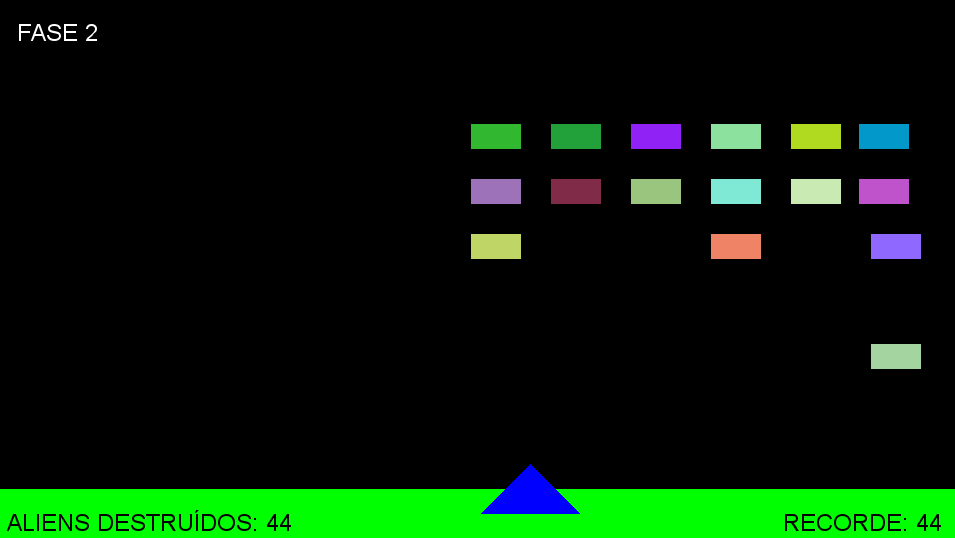 FASE 2
ALIENS DESTRUÍDOS: 44
RECORDE: 44